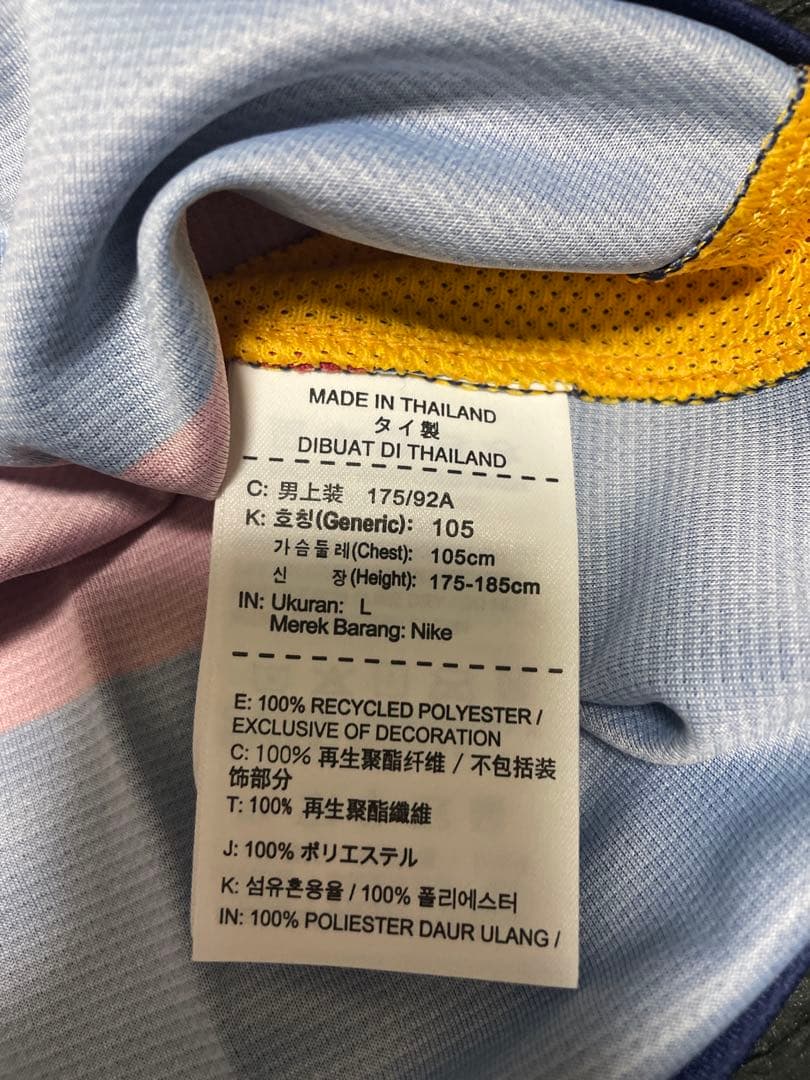 MADE IN THAILAND
タイ製
DIBUAT DI THAILAND
C: 男上装 175/92A
K: 호칭(Generic): 105
가슴둘레(Chest): 105cm
신 장(Height): 175-185cm
IN: Ukuran: L
Merek Barang: Nike
E: 100% RECYCLED POLYESTER /
EXCLUSIVE OF DECORATION
C: 100% 再生聚酯纤维 / 不包括装
饰部分
T: 100% 再生聚酯纖維
J: 100% ポリエステル
K: 섬유혼용율 / 100% 폴리에스터
IN: 100% POLIESTER DAUR ULANG /